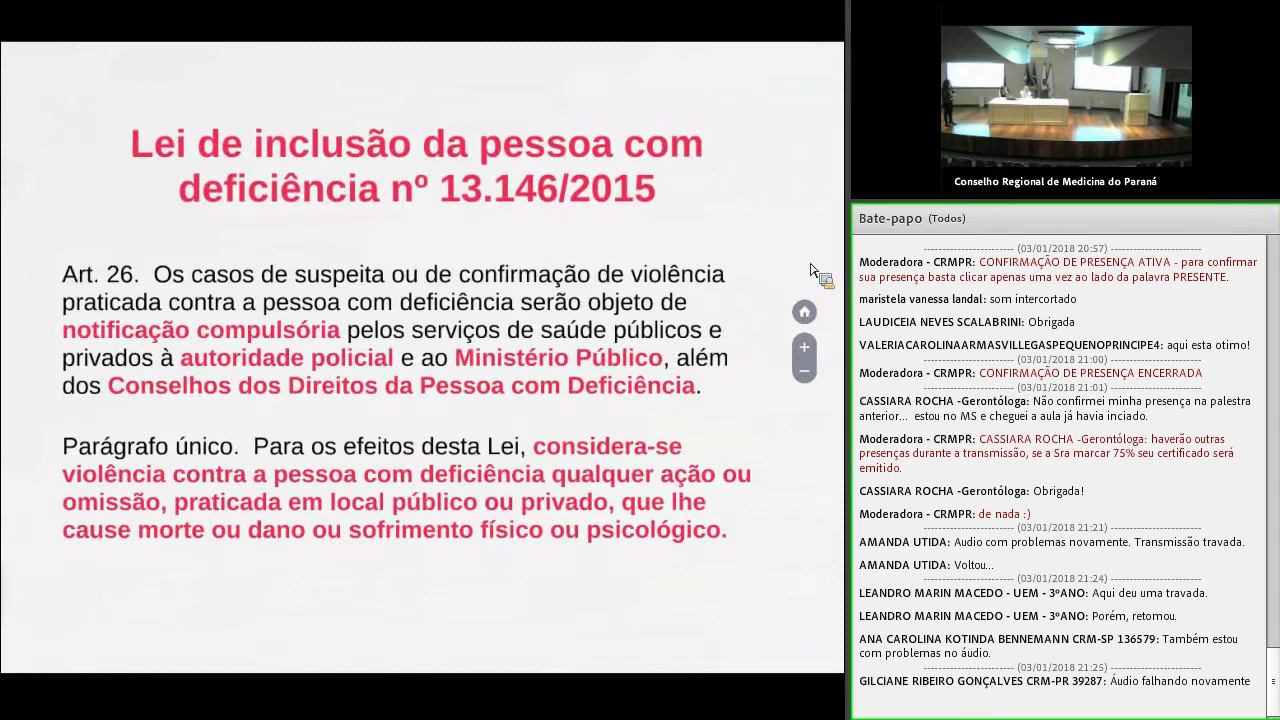 Lei de inclusão da pessoa com
deficiência nº 13.146/2015
Art. 26.  Os casos de suspeita ou de confirmação de violência
praticada contra a pessoa com deficiência serão objeto de
notificação compulsória pelos serviços de saúde públicos e
privados à autoridade policial e ao Ministério Público, além
dos Conselhos dos Direitos da Pessoa com Deficiência.
Parágrafo único.  Para os efeitos desta Lei, considera-se
violência contra a pessoa com deficiência qualquer ação ou
omissão, praticada em local público ou privado, que lhe
cause morte ou dano ou sofrimento físico ou psicológico.
Conselho Regional de Medicina do Paraná
Bate-papo (Todos)
----------------------- (03/01/2018 20:57) -----------------------
Moderadora - CRMPR: CONFIRMAÇÃO DE PRESENÇA ATIVA - para confirmar
sua presença basta clicar apenas uma vez ao lado da palavra PRESENTE.
maristela vanessa landal: som intercortado
LAUDICEIA NEVES SCALABRINI: Obrigada
VALERIACAROLINAARMASVILLEGASPEQUENOPRINCIPE4: aqui esta otimo!
----------------------- (03/01/2018 21:00) -----------------------
Moderadora - CRMPR: CONFIRMAÇÃO DE PRESENÇA ENCERRADA
----------------------- (03/01/2018 21:01) -----------------------
CASSIARA ROCHA -Gerontóloga: Não confirmei minha presença na palestra
anterior... estou no MS e cheguei a aula já havia inciado.
Moderadora - CRMPR: CASSIARA ROCHA -Gerontóloga: haverão outras
presenças durante a transmissão, se a Sra marcar 75% seu certificado será
emitido.
CASSIARA ROCHA -Gerontóloga: Obrigada!
Moderadora - CRMPR: de nada :)
----------------------- (03/01/2018 21:21) -----------------------
AMANDA UTIDA: Audio com problemas novamente. Transmissão travada.
AMANDA UTIDA: Voltou...
----------------------- (03/01/2018 21:24) -----------------------
LEANDRO MARIN MACEDO - UEM - 3ºANO: Aqui deu uma travada.
LEANDRO MARIN MACEDO - UEM - 3ºANO: Porém, retomou.
ANA CAROLINA KOTINDA BENNEMANN CRM-SP 136579: Também estou
com problemas no áudio.
----------------------- (03/01/2018 21:25) -----------------------
GILCIANE RIBEIRO GONÇALVES CRM-PR 39287: Áudio falhando novamente